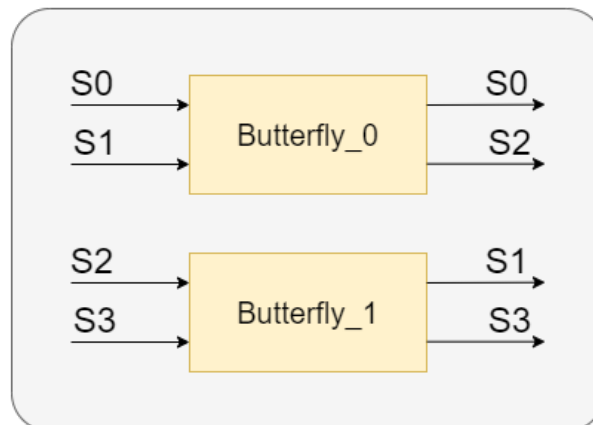 S0 S0
Butterfly_0
S1 S2
S2 S1
Butterfly_1
S3 S3